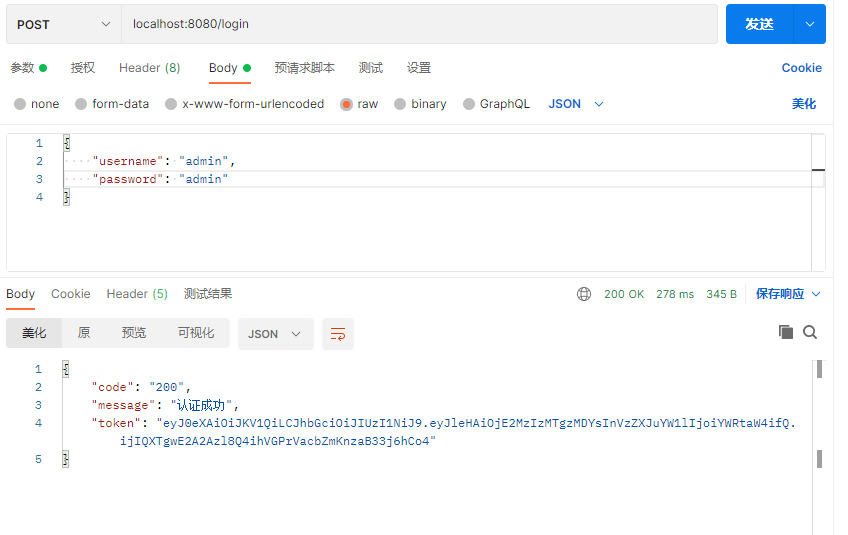 POST localhost:8080/login 发送
参数 授权 Header (8) Body 预请求脚本 测试 设置 Cookie
none form-data x-www-form-urlencoded raw binary GraphQL JSON 美化
1 {
2 "username": "admin",
3 "password": "admin"
4 }
Body Cookie Header (5) 测试结果 200 OK 278 ms 345 B 保存响应
美化 原 预览 可视化 JSON
1 {
2 "code": "200",
3 "message": "认证成功",
4 "token": "eyJ0eXAiOiJKV1QiLCJhbGciOiJIUzI1NiJ9.eyJleHAiOjE2MzIzMTgzMDYsInVzZXJuYW1lIjoiYWRtaW4ifQ.
ijIQXTgwE2A2Azl8Q4ihVGPrVacbZmKnzaB33j6hCo4"
5 }